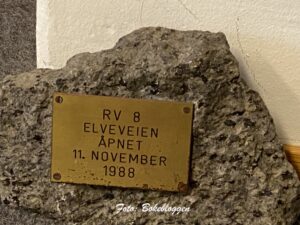 RV 8
ELVEVEIEN
ÅPNET
11. NOVEMBER
1988
Foto: Bokebloggen